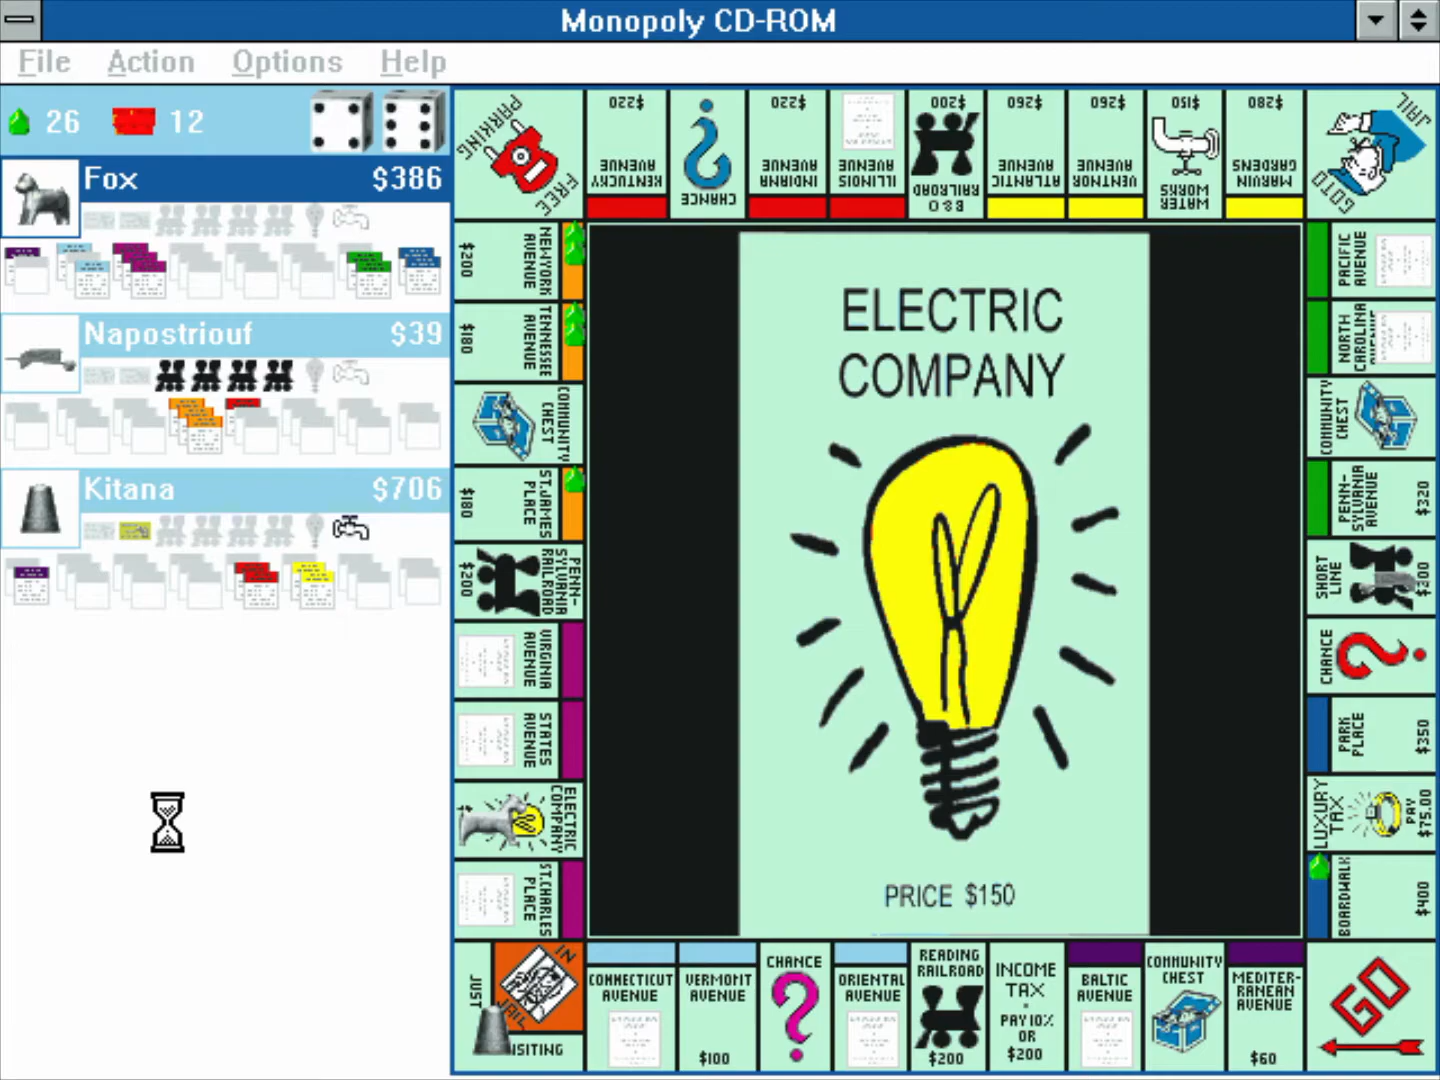 Monopoly CD-ROM
File Action Options Help
26 12
Fox $386
Napostriouf $39
Kitana $706
FREE PARKING
KENTUCKY AVENUE $220
CHANCE
INDIANA AVENUE $220
ILLINOIS AVENUE
B&O RAILROAD $200
ATLANTIC AVENUE $260
VENTNOR AVENUE $260
WATER WORKS $150
MARVIN GARDENS $280
GO TO JAIL
NEW YORK AVENUE $200
TENNESSEE AVENUE $180
COMMUNITY CHEST
ST. JAMES PLACE $180
PENN-SYLVANIA RAILROAD $200
VIRGINIA AVENUE
STATES AVENUE
ELECTRIC COMPANY
ST. CHARLES PLACE
ELECTRIC
COMPANY
PRICE $150
PACIFIC AVENUE
NORTH CAROLINA AVENUE
COMMUNITY CHEST
PENN-SYLVANIA AVENUE $320
SHORT LINE $200
CHANCE
PARK PLACE $350
LUXURY TAX PAY $75.00
BOARDWALK $400
IN JAIL
JUST VISITING
CONNECTICUT AVENUE
VERMONT AVENUE $100
CHANCE
ORIENTAL AVENUE
READING RAILROAD $200
INCOME TAX PAY 10% OR $200
BALTIC AVENUE
COMMUNITY CHEST
MEDITER-RANEAN AVENUE $60
GO